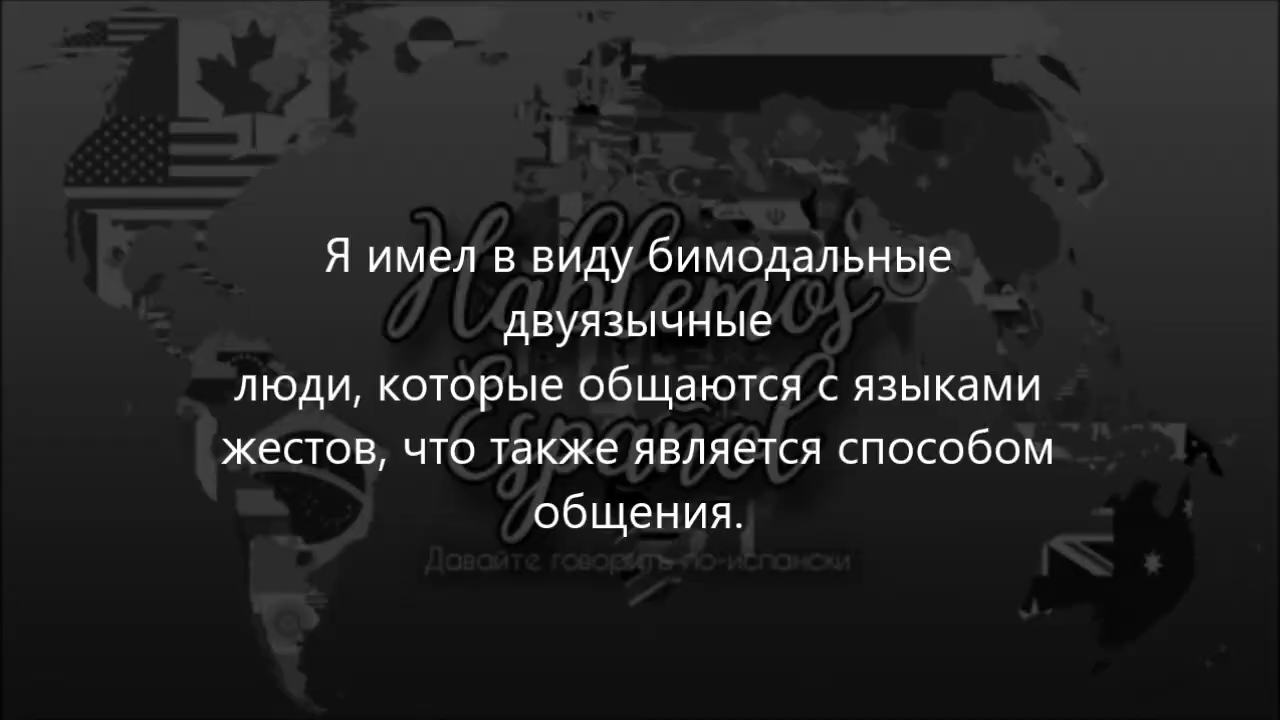 Я имел в виду бимодальные
двуязычные
люди, которые общаются с языками
жестов, что также является способом
общения.
Hablemos
Español
Давайте говорить по-испански